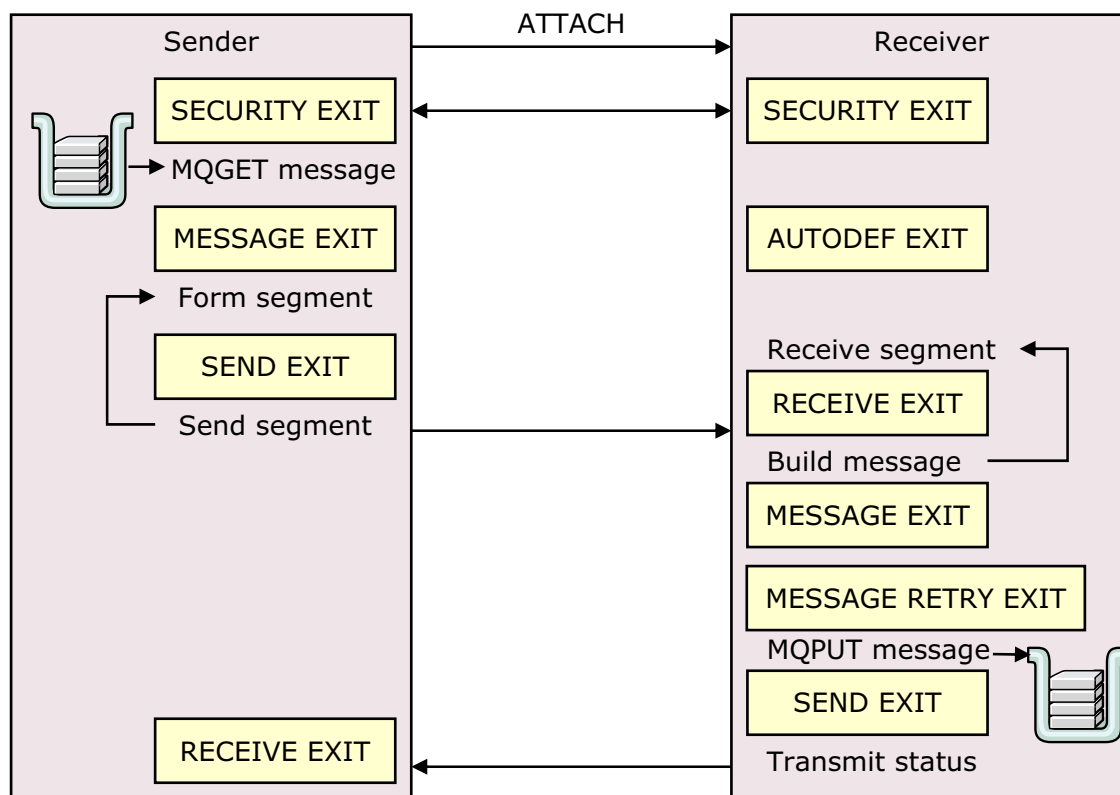 ATTACH
Sender
SECURITY EXIT
MQGET message
MESSAGE EXIT
Form segment
SEND EXIT
Send segment
RECEIVE EXIT
Receiver
SECURITY EXIT
AUTODEF EXIT
Receive segment
RECEIVE EXIT
Build message
MESSAGE EXIT
MESSAGE RETRY EXIT
MQPUT message
SEND EXIT
Transmit status